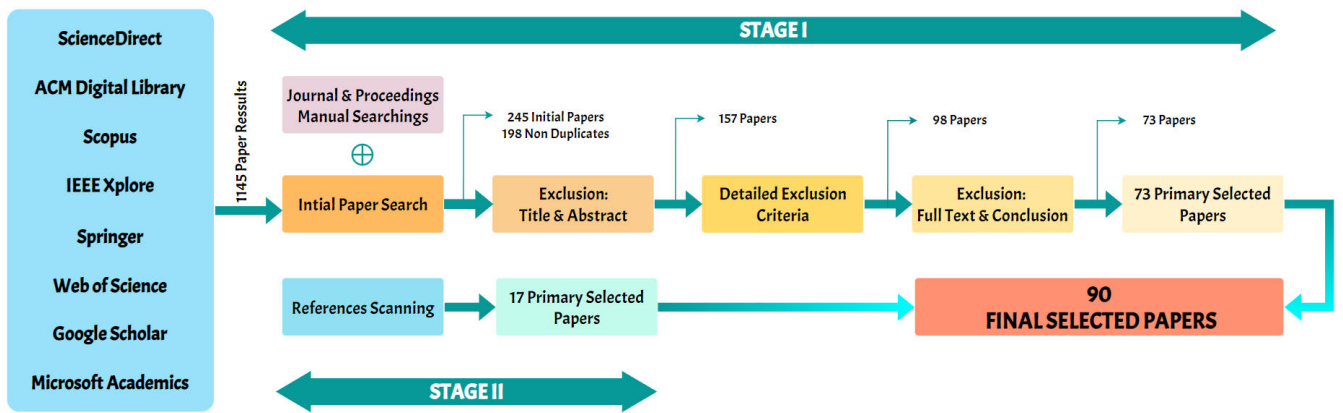 ScienceDirect
ACM Digital Library
Scopus
IEEE Xplore
Springer
Web of Science
Google Scholar
Microsoft Academics
1145 Paper Ressults
STAGE I
Journal & Proceedings
Manual Searchings
245 Initial Papers
198 Non Duplicates
157 Papers
98 Papers
73 Papers
Intial Paper Search
Exclusion:
Title & Abstract
Detailed Exclusion
Criteria
Exclusion:
Full Text & Conclusion
73 Primary Selected
Papers
References Scanning
17 Primary Selected
Papers
90
FINAL SELECTED PAPERS
STAGE II